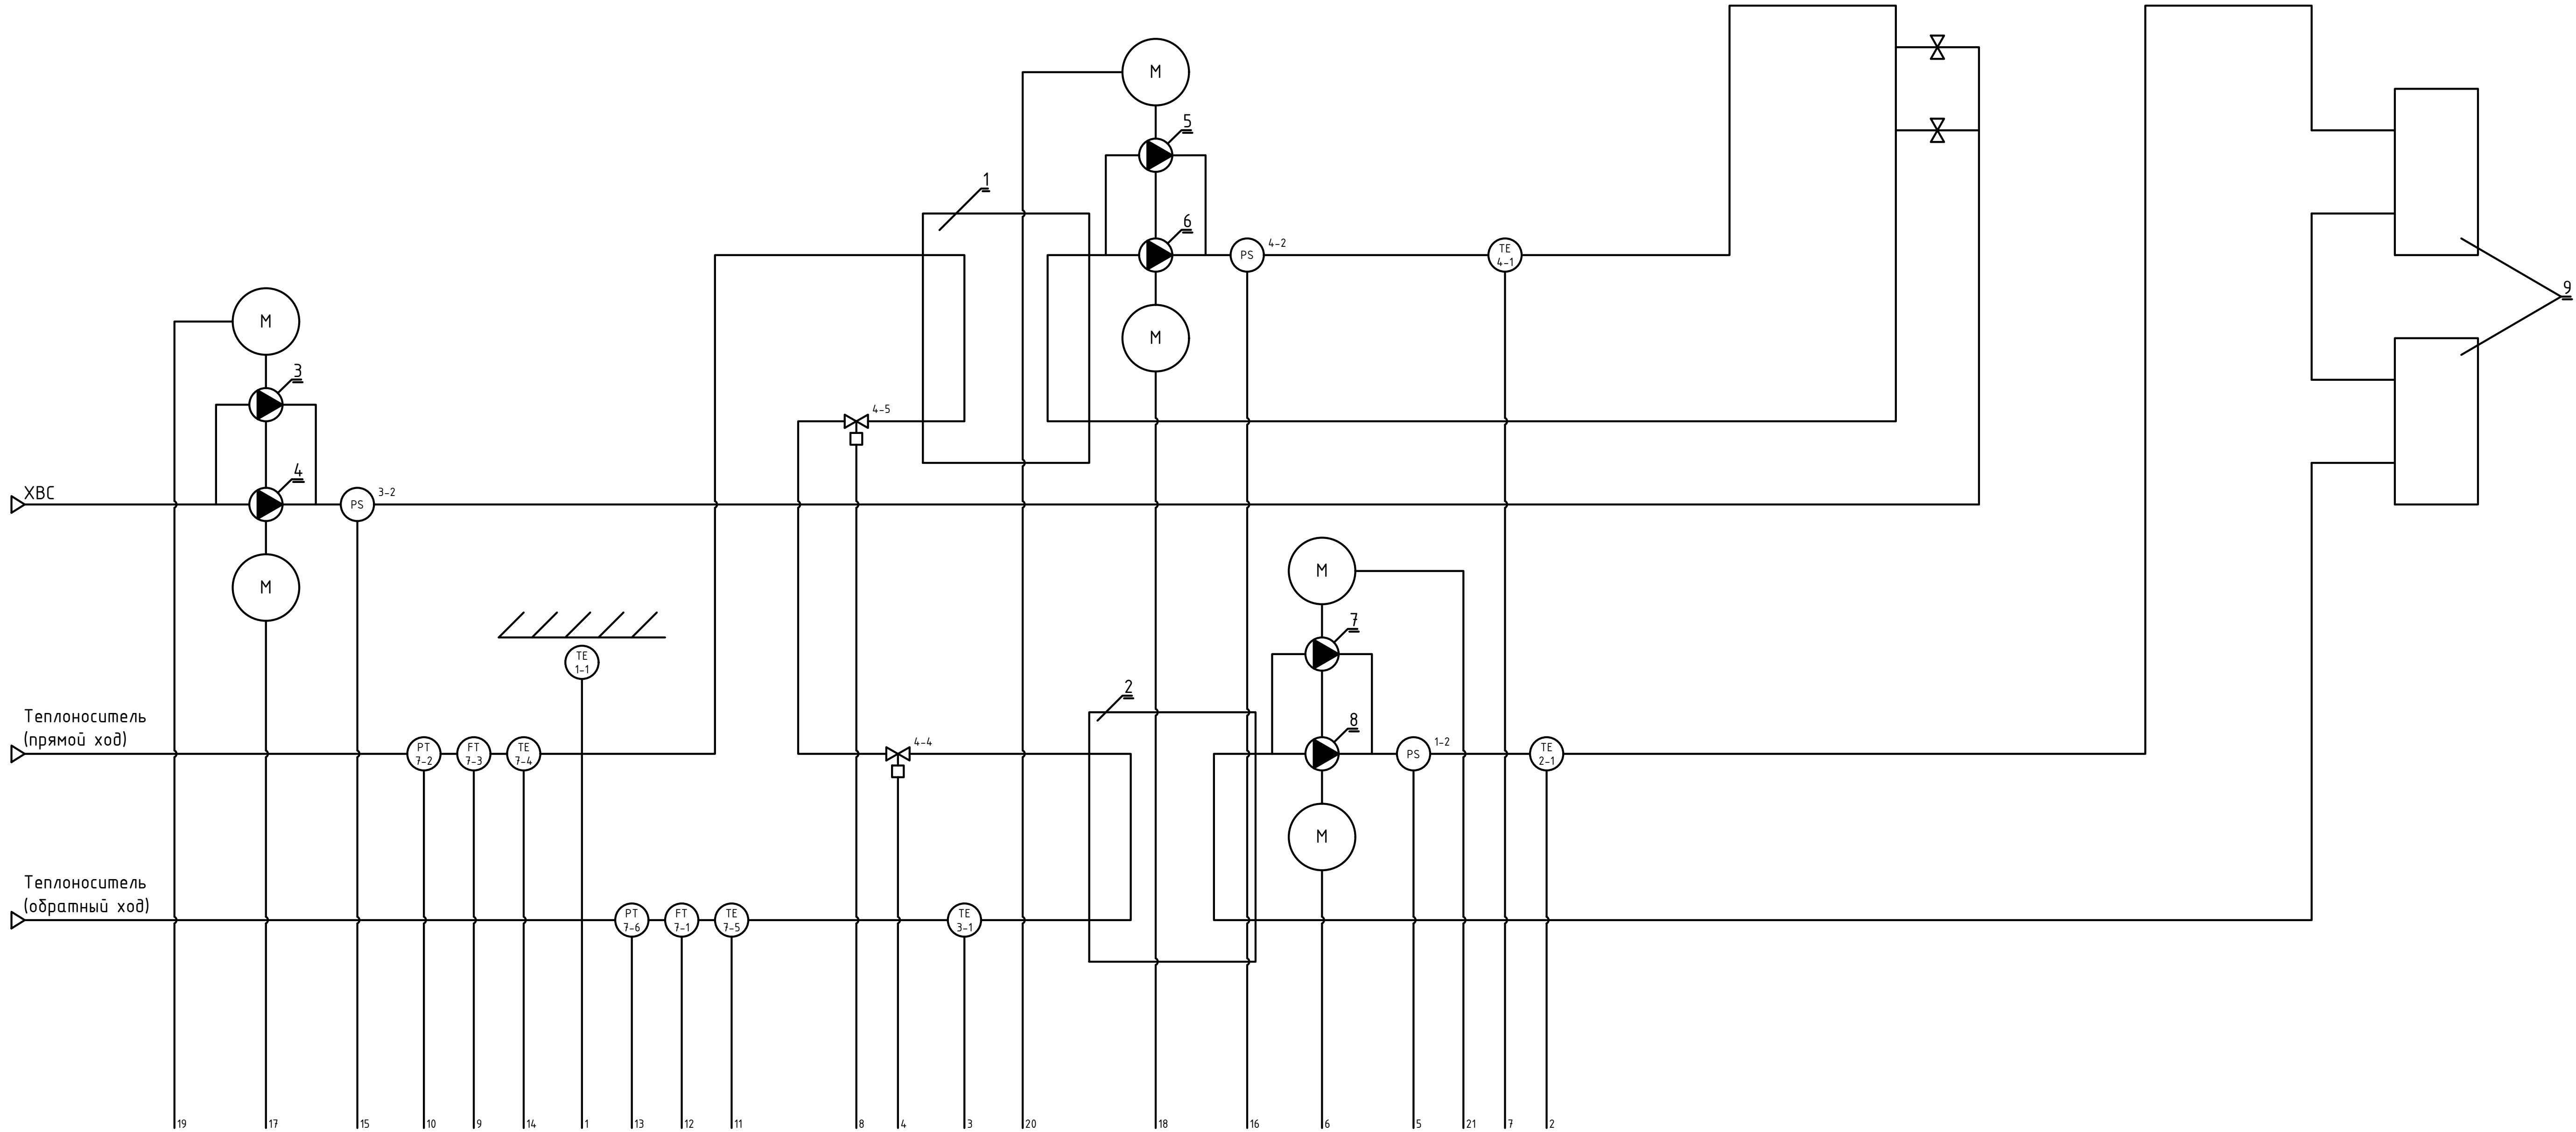 M
5
1
6
PS
4-2
TE
4-1
9
M
M
3
4-5
4
3-2
ХВС
PS
M
M
7
TE
1-1
2
Теплоноситель
(прямой ход)
8
PT
7-2
FT
7-3
TE
7-4
4-4
PS
1-2
TE
2-1
M
Теплоноситель
(обратный ход)
PT
7-6
FT
7-1
TE
7-5
TE
3-1
19 17 15 10 9 14 1 13 12 11 8 4 3 20 18 16 6 5 21 7 2